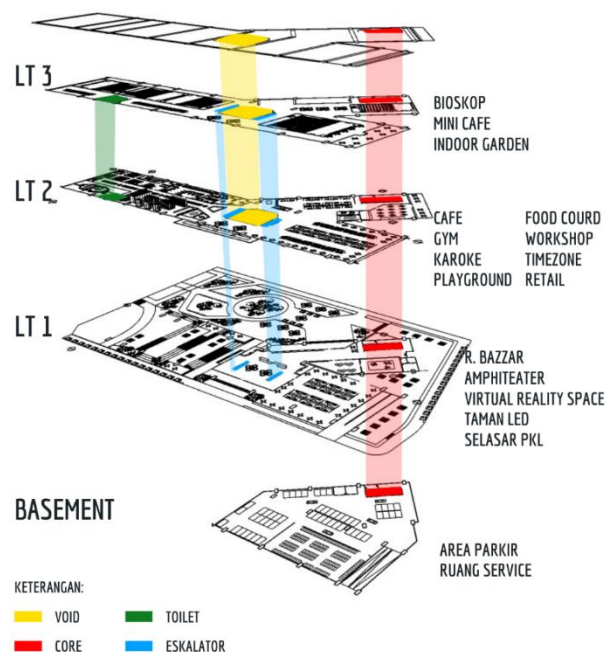 LT 3
BIOSKOP
MINI CAFE
INDOOR GARDEN
LT 2
CAFE FOOD COURD
GYM WORKSHOP
KAROKE TIMEZONE
PLAYGROUND RETAIL
LT 1
R. BAZZAR
AMPHITEATER
VIRTUAL REALITY SPACE
TAMAN LED
SELASAR PKL
BASEMENT
AREA PARKIR
RUANG SERVICE
KETERANGAN:
VOID TOILET
CORE ESKALATOR